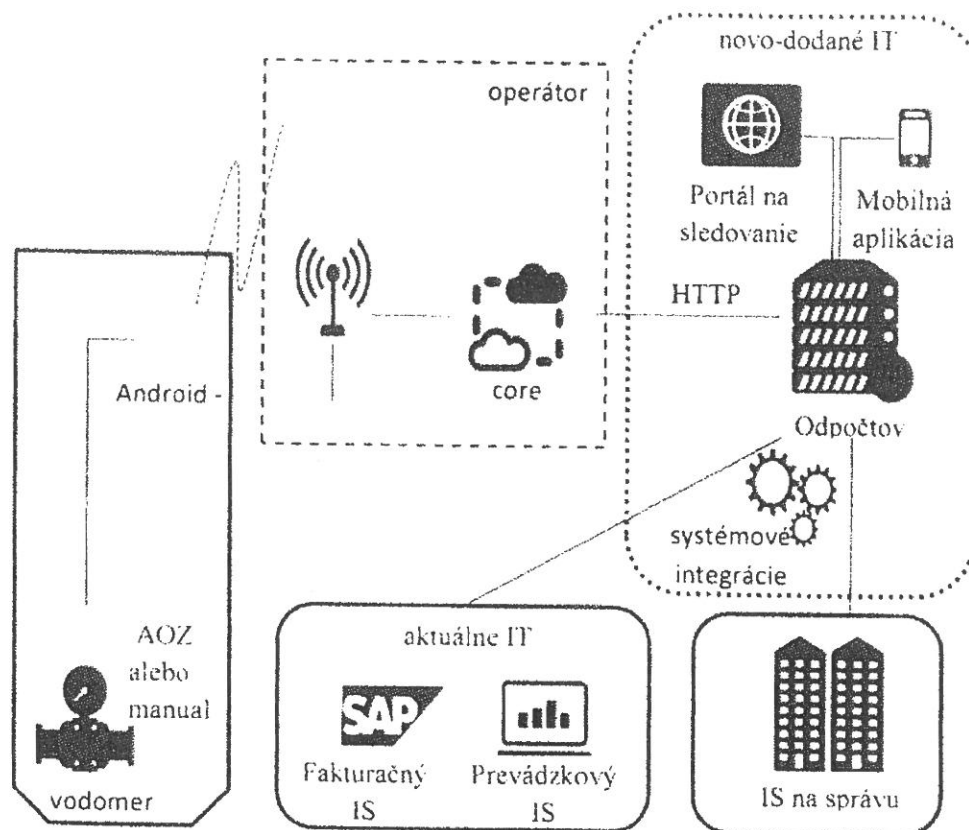 novo-dodané IT
operátor
Portál na
sledovanie
Mobilná
aplikácia
HTTP
Android -
core
Odpočtov
systémové
integrácie
AOZ
alebo
manual
vodomer
aktuálne IT
SAP
Fakturačný
IS
Prevádzkový
IS
IS na správu